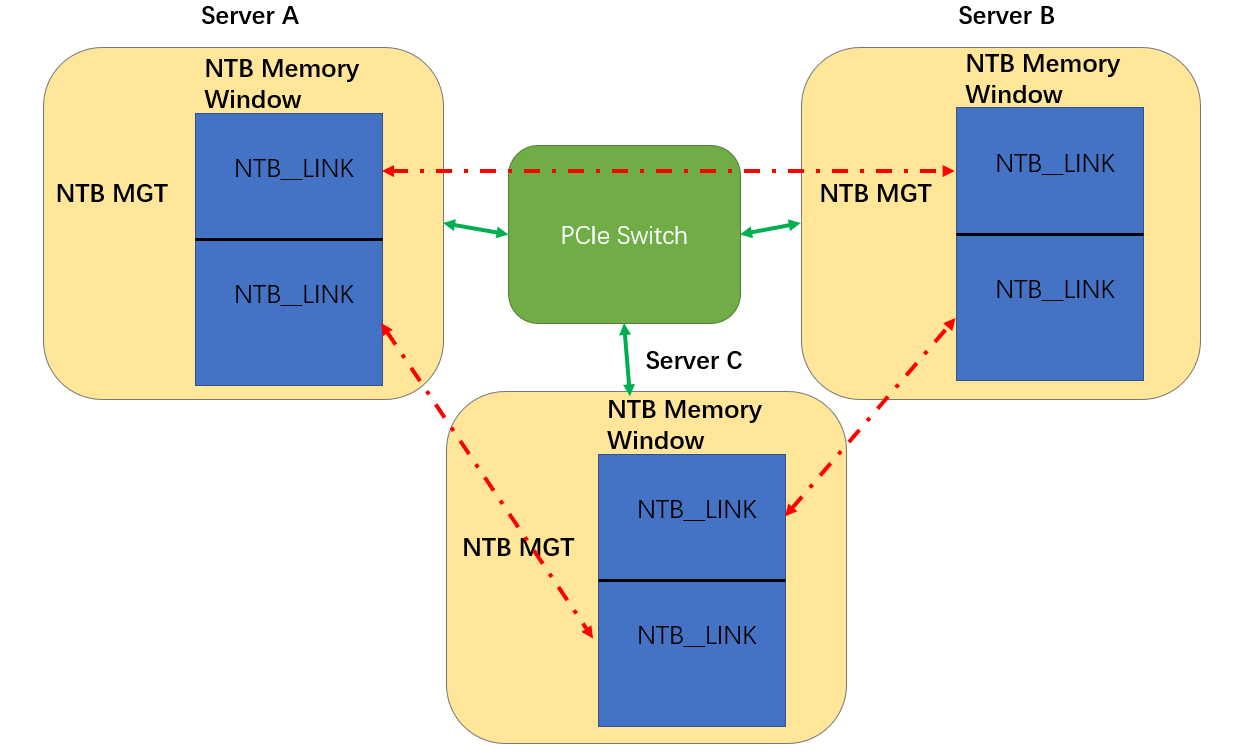 Server A
Server B
NTB Memory
Window
NTB__LINK
NTB MGT
NTB__LINK
PCIe Switch
NTB Memory
Window
NTB__LINK
NTB MGT
NTB__LINK
Server C
NTB Memory
Window
NTB__LINK
NTB MGT
NTB__LINK